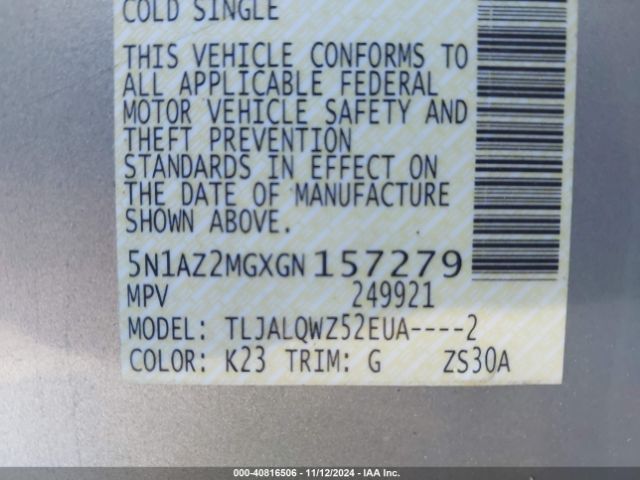 COLD SINGLE
THIS VEHICLE CONFORMS TO
ALL APPLICABLE FEDERAL
MOTOR VEHICLE SAFETY AND
THEFT PREVENTION
STANDARDS IN EFFECT ON
THE DATE OF MANUFACTURE
SHOWN ABOVE.
5N1AZ2MGXGN 157279
MPV 249921
MODEL: TLJALQWZ52EUA----2
COLOR: K23 TRIM: G ZS30A
000-40816506 - 11/12/2024 - IAA Inc.